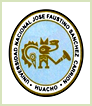 UNIVERSIDAD NACIONAL JOSE FAUSTINO SANCHEZ CARRION
HUACHO